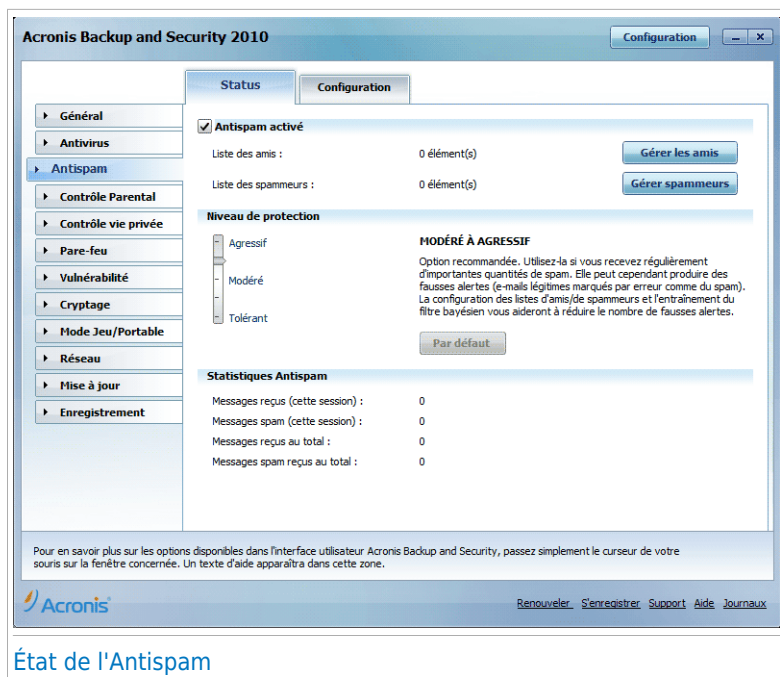 Acronis Backup and Security 2010
Configuration
Status
Configuration
Général
Antivirus
Antispam
Contrôle Parental
Contrôle vie privée
Pare-feu
Vulnérabilité
Cryptage
Mode Jeu/Portable
Réseau
Mise à jour
Enregistrement
Antispam activé
Liste des amis : 0 élément(s) Gérer les amis
Liste des spammeurs : 0 élément(s) Gérer spammeurs
Niveau de protection
Agressif
Modéré
Tolérant
MODÉRÉ À AGRESSIF
Option recommandée. Utilisez-la si vous recevez régulièrement
d'importantes quantités de spam. Elle peut cependant produire des
fausses alertes (e-mails légitimes marqués par erreur comme du spam).
La configuration des listes d'amis/de spammeurs et l'entraînement du
filtre bayésien vous aideront à réduire le nombre de fausses alertes.
Par défaut
Statistiques Antispam
Messages reçus (cette session) : 0
Messages spam (cette session) : 0
Messages reçus au total : 0
Messages spam reçus au total : 0
Pour en savoir plus sur les options disponibles dans l'interface utilisateur Acronis Backup and Security, passez simplement le curseur de votre
souris sur la fenêtre concernée. Un texte d'aide apparaîtra dans cette zone.
Acronis
Renouveler S'enregistrer Support Aide Journaux
État de l'Antispam